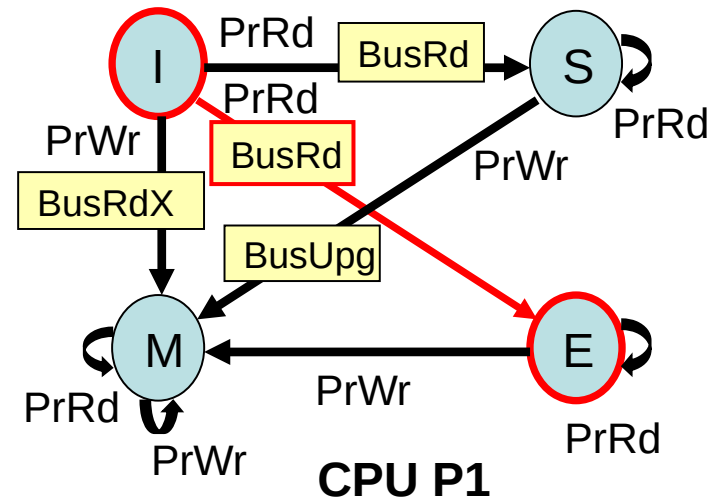 PrRd
BusRd
I
S
PrRd
PrRd
PrWr
BusRd
PrWr
BusRdX
BusUpg
M
E
PrRd
PrWr
PrWr
PrRd
CPU P1